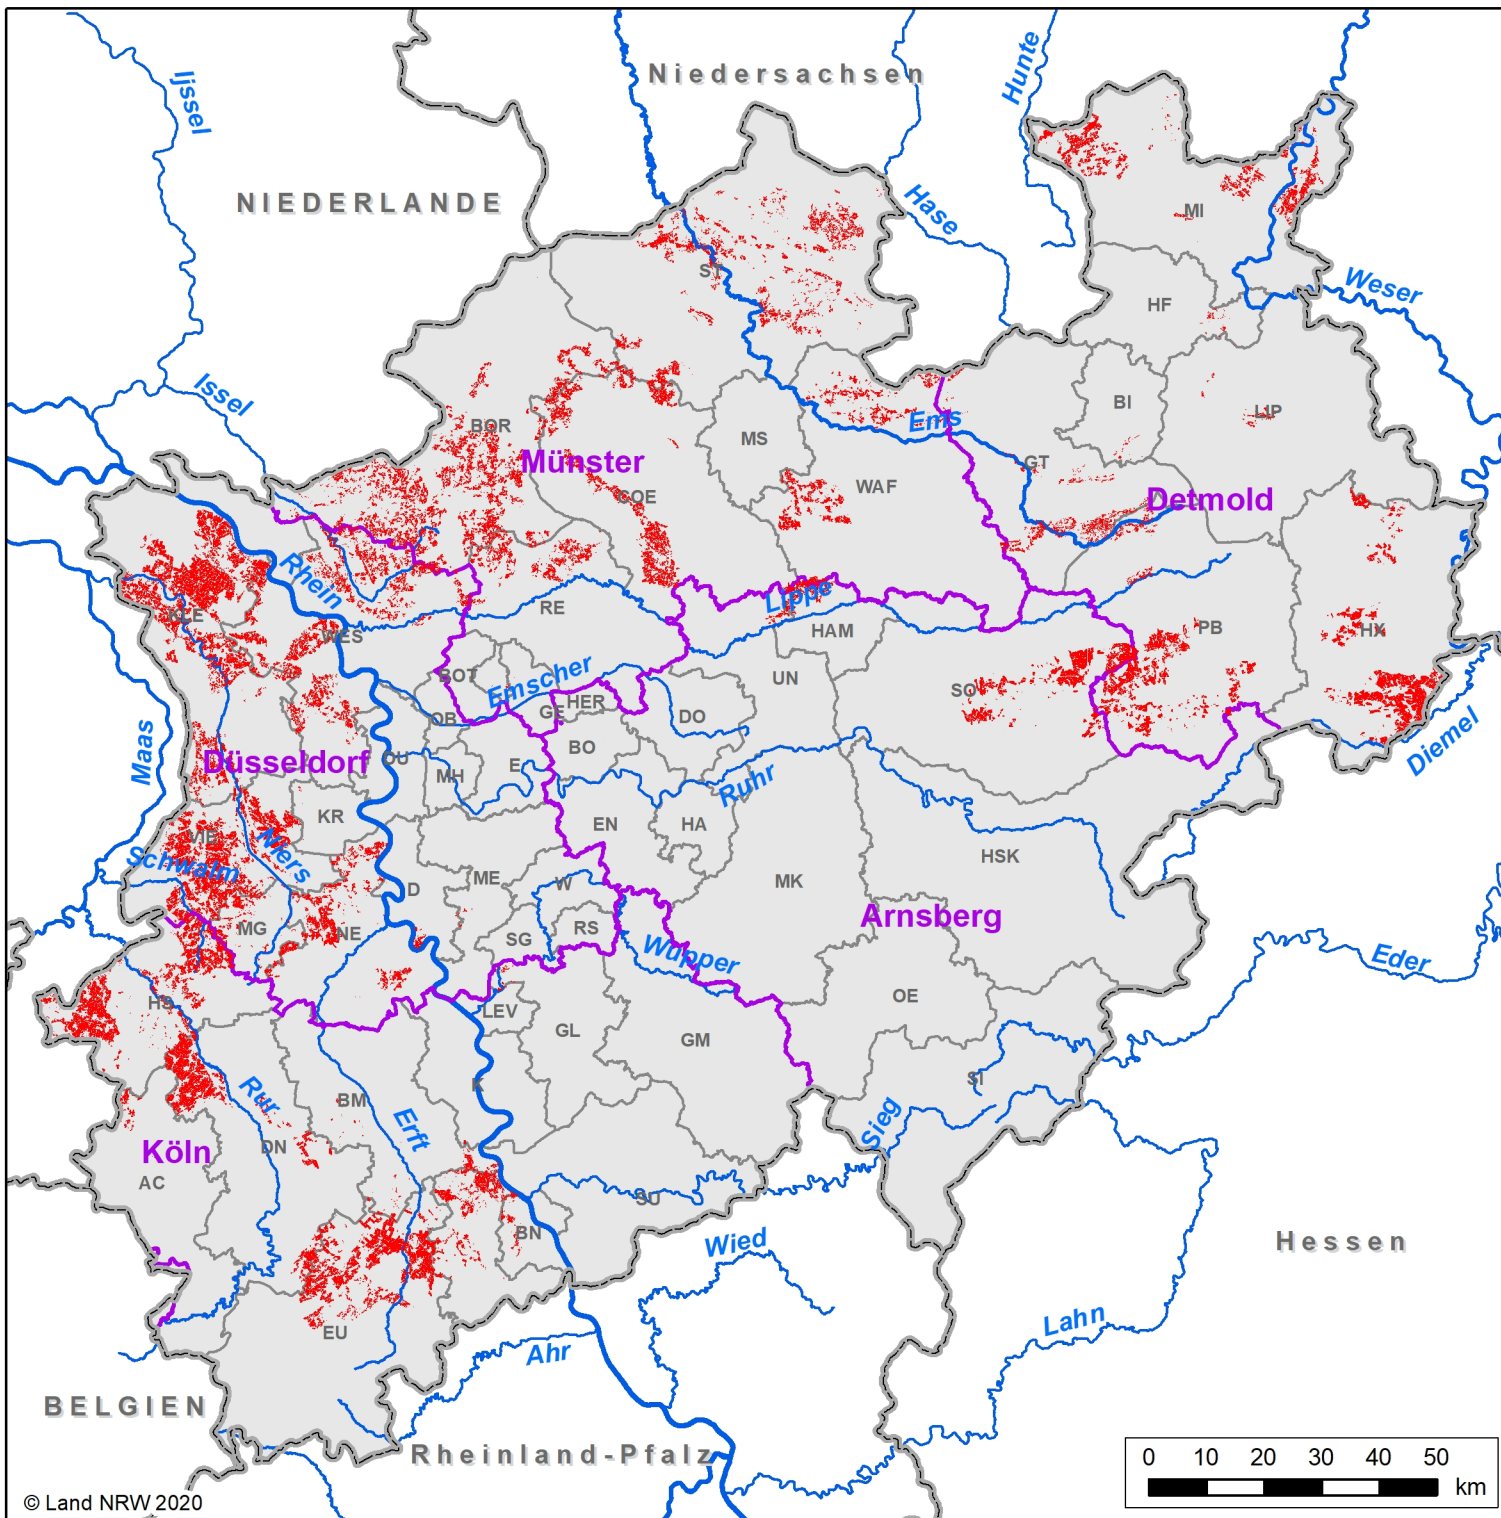 Niedersachsen
Hunte
Ijssel
NIEDERLANDE
Hase
MI
ST
Weser
HF
Issel
BI
LIP
BOR
Ems
MS
Münster
GT
COE
WAF
Detmold
Rhein
Lippe
RE
KLE
WES
HAM
PB
HX
BOT
Emscher
UN
SO
HER
GE
OB
DO
Maas
BO
Diemel
Düsseldorf
DU
MH
E
Ruhr
KR
EN
HA
VIE
Niers
HSK
Schwalm
ME
W
MK
D
Arnsberg
MG
NE
RS
SG
Wupper
Eder
OE
HS
LEV
GL
GM
SI
K
Rur
BM
Erft
Sieg
DN
Köln
AC
SU
BN
Wied
Hessen
Lahn
EU
Ahr
BELGIEN
Rheinland-Pfalz
0 10 20 30 40 50
km
© Land NRW 2020